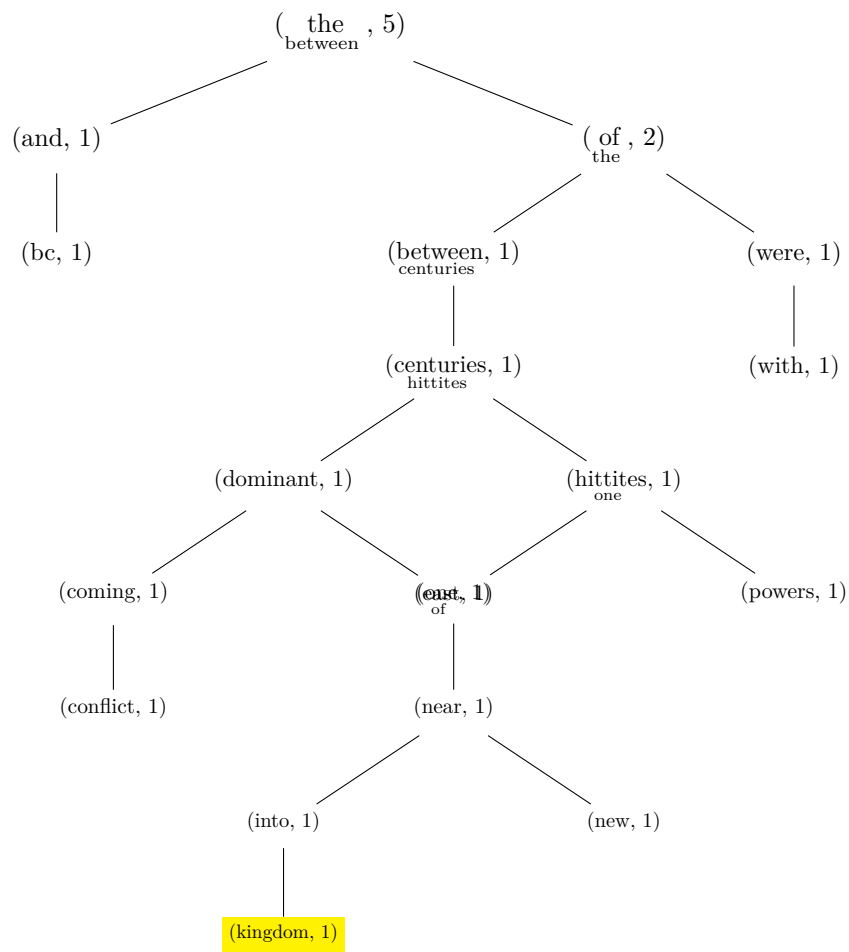 ( the , 5)
between
(and, 1)
( of , 2)
the
(bc, 1)
(between, 1)
centuries
(were, 1)
(centuries, 1)
hittites
(with, 1)
(dominant, 1)
(hittites, 1)
one
(coming, 1)
of
(powers, 1)
(conflict, 1)
(near, 1)
(into, 1)
(new, 1)
(kingdom, 1)